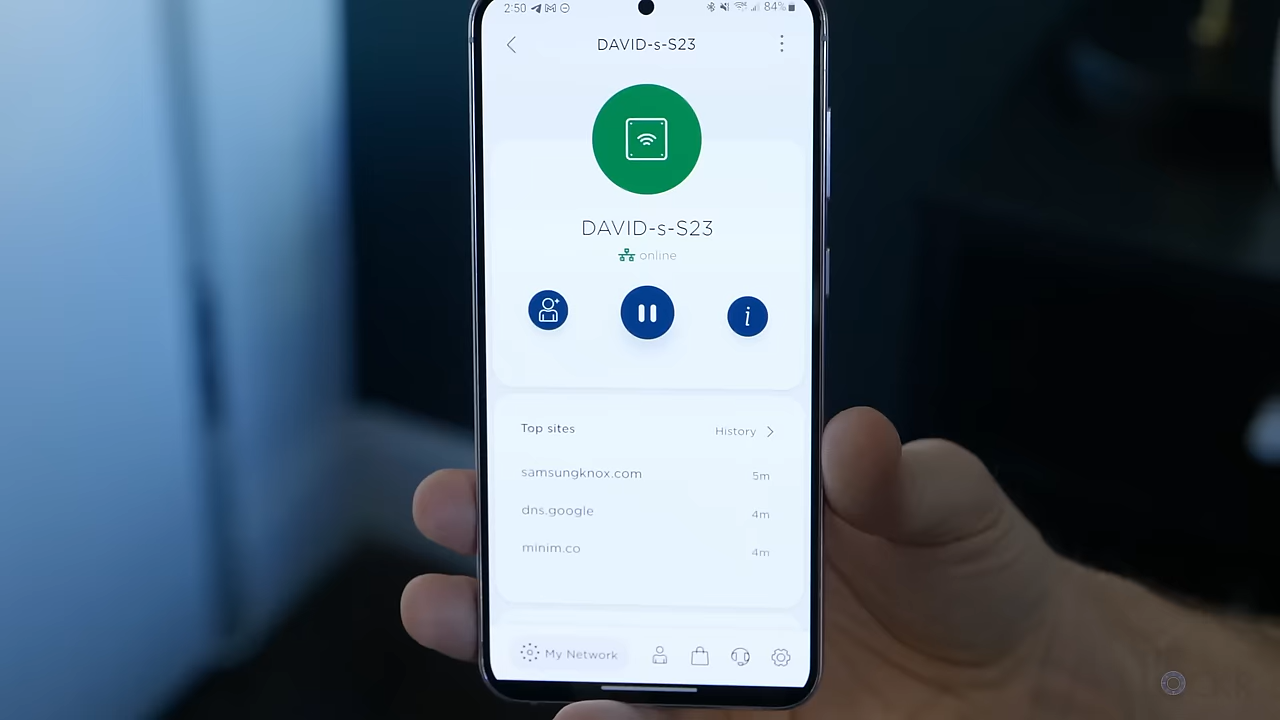 2:50 84%
DAVID-s-S23
DAVID-s-S23
online
i
Top sites History
samsungknox.com 5m
dns.google 4m
minim.co 4m
My Network